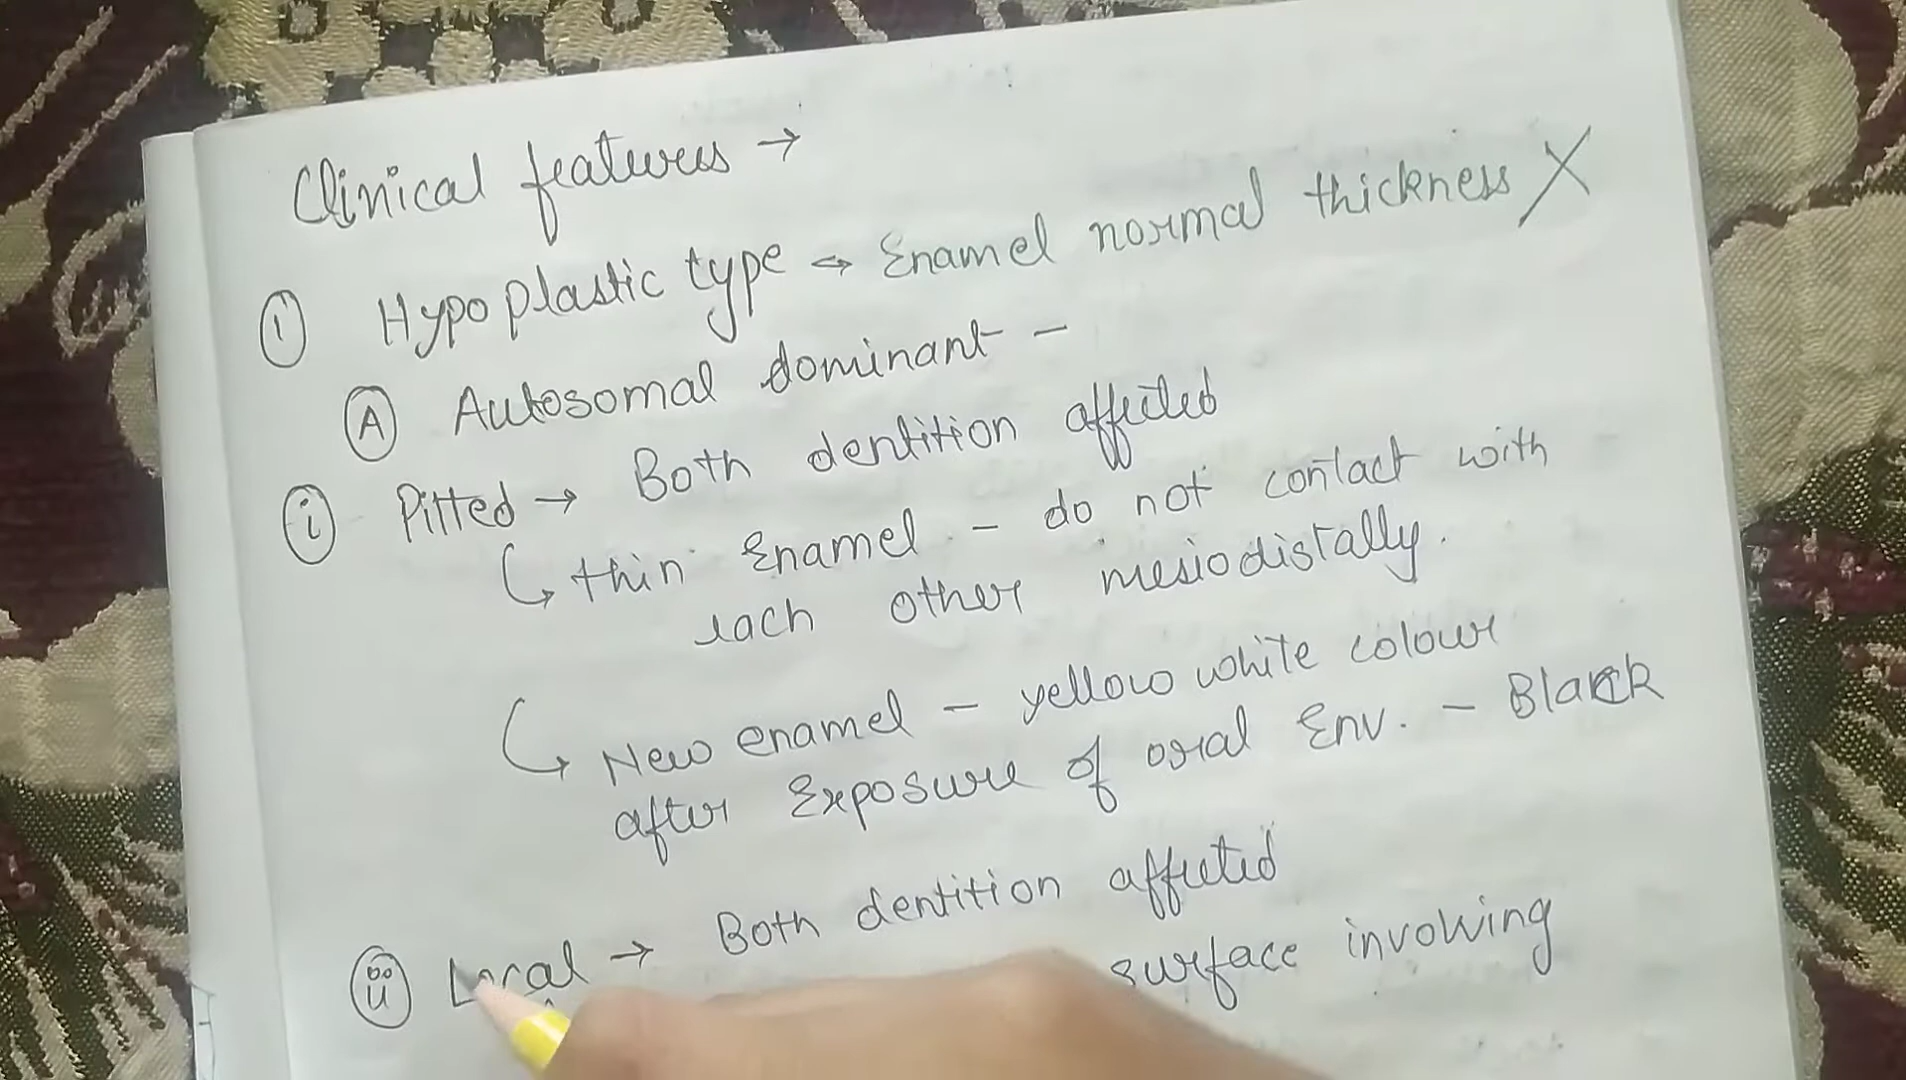 Clinical features →
① Hypoplastic type → Enamel normal thickness X
Ⓐ Autosomal dominant -
ⓘ Pitted → Both dentition affected
↳ thin Enamel - do not contact with
each other mesiodistally.
↳ New enamel - yellow white colour
after Exposure of oral Env. - Black
ⓘⓘ Local → Both dentition affected
surface involving